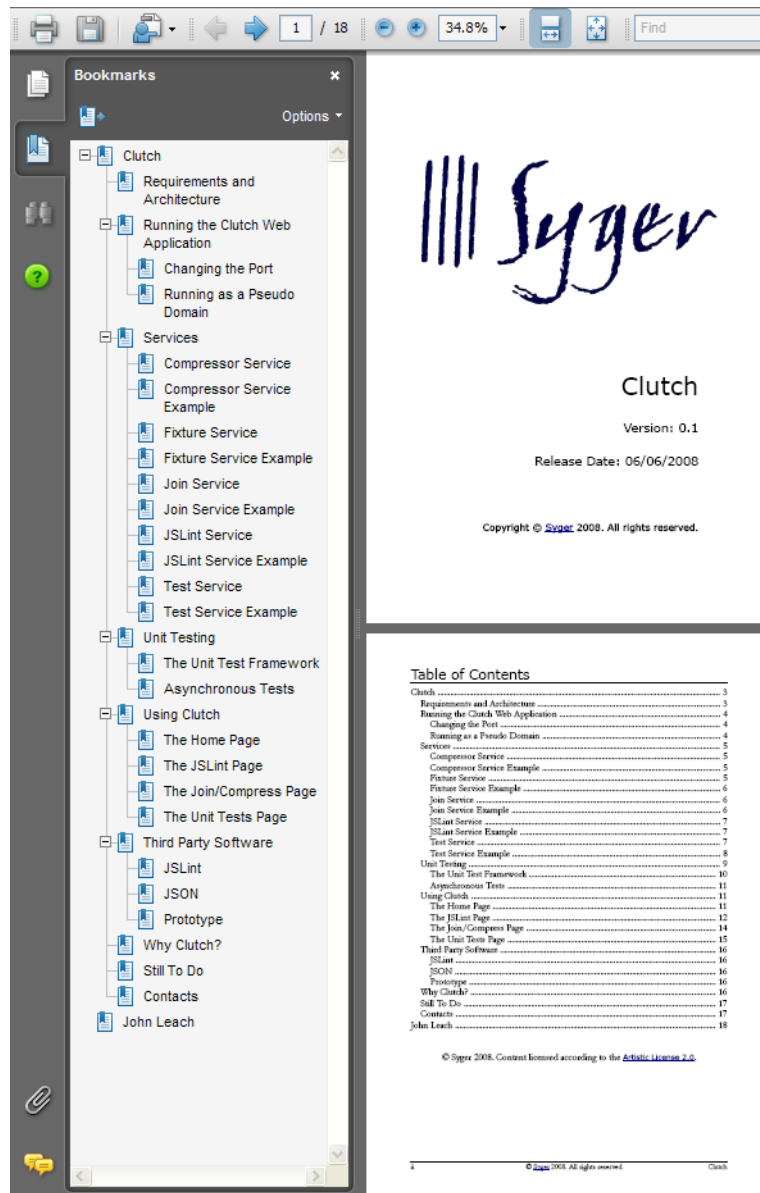 1 / 18
34.8%
Find
Bookmarks
Options
Clutch
Requirements and
Architecture
Running the Clutch Web
Application
Changing the Port
Running as a Pseudo
Domain
Services
Compressor Service
Compressor Service
Example
Fixture Service
Fixture Service Example
Join Service
Join Service Example
JSLint Service
JSLint Service Example
Test Service
Test Service Example
Unit Testing
The Unit Test Framework
Asynchronous Tests
Using Clutch
The Home Page
The JSLint Page
The Join/Compress Page
The Unit Tests Page
Third Party Software
JSLint
JSON
Prototype
Why Clutch?
Still To Do
Contacts
John Leach
Syger
Clutch
Version: 0.1
Release Date: 06/06/2008
Copyright © Syger 2008. All rights reserved.
Table of Contents
Clutch 3
Requirements and Architecture 3
Running the Clutch Web Application 4
Changing the Port 4
Running as a Pseudo Domain 4
Services 5
Compressor Service 5
Compressor Service Example 5
Fixture Service 5
Fixture Service Example 6
Join Service 6
Join Service Example 6
JSLint Service 7
JSLint Service Example 7
Test Service 7
Test Service Example 8
Unit Testing 9
The Unit Test Framework 10
Asynchronous Tests 11
Using Clutch 11
The Home Page 11
The JSLint Page 12
The Join/Compress Page 14
The Unit Tests Page 15
Third Party Software 16
JSLint 16
JSON 16
Prototype 16
Why Clutch? 16
Still To Do 17
Contacts 17
John Leach 18
© Syger 2008. Content licensed according to the Artistic License 2.0.
© Syger 2008. All rights reserved. Clutch